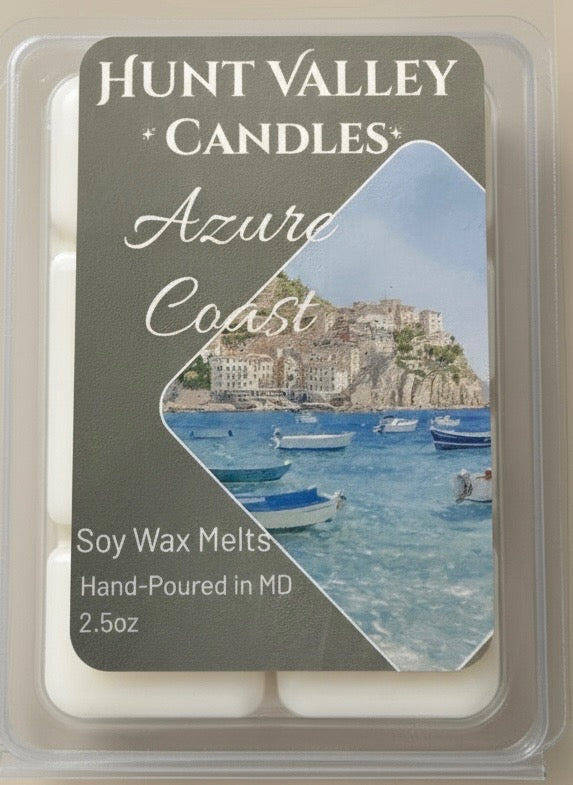 Hunt Valley
Candles
Azure
Coast
Soy Wax Melts
Hand-Poured in MD
2.5oz